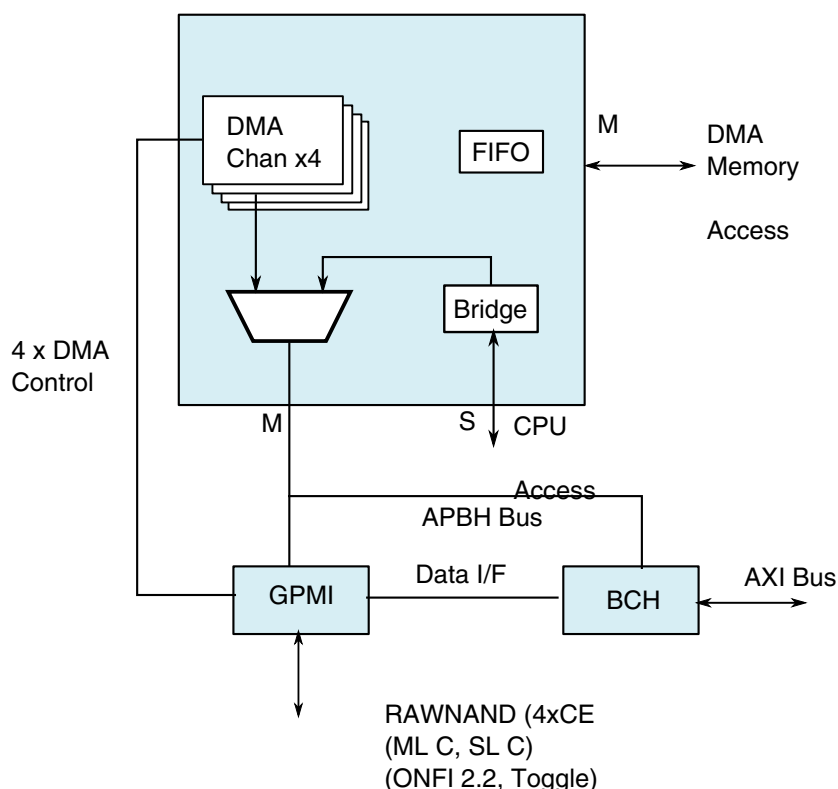 DMA
Chan x4
FIFO
M
DMA
Memory
Access
Bridge
4 x DMA
Control
M
S
CPU
Access
APBH Bus
Data I/F
GPMI
BCH
AXI Bus
RAWNAND (4xCE
(ML C, SL C)
(ONFI 2.2, Toggle)